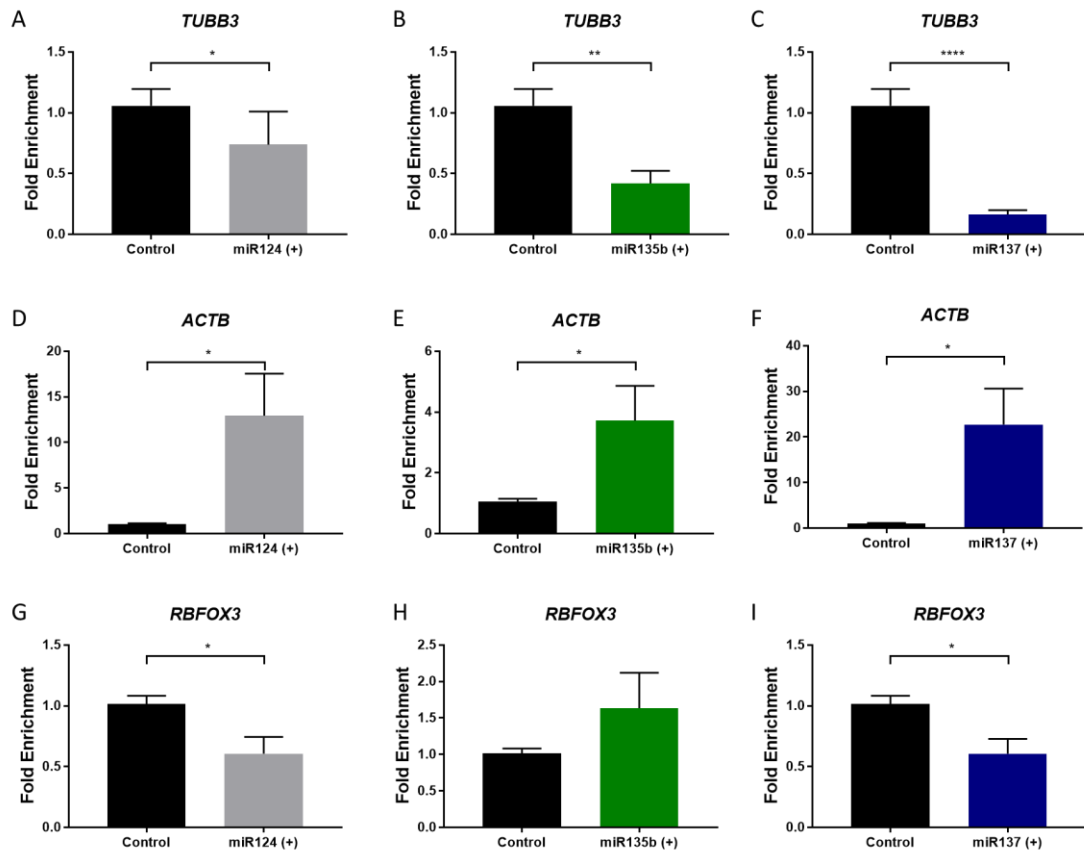 A
TUBB3
*
Fold Enrichment
1.5
1.0
0.5
0.0
Control
miR124 (+)
B
TUBB3
**
Fold Enrichment
1.5
1.0
0.5
0.0
Control
miR135b (+)
C
TUBB3
****
Fold Enrichment
1.5
1.0
0.5
0.0
Control
miR137 (+)
D
ACTB
*
Fold Enrichment
20
15
10
5
0
Control
miR124 (+)
E
ACTB
*
Fold Enrichment
6
4
2
0
Control
miR135b (+)
F
ACTB
*
Fold Enrichment
40
30
20
10
0
Control
miR137 (+)
G
RBFOX3
*
Fold Enrichment
1.5
1.0
0.5
0.0
Control
miR124 (+)
H
RBFOX3
Fold Enrichment
2.5
2.0
1.5
1.0
0.5
0.0
Control
miR135b (+)
I
RBFOX3
*
Fold Enrichment
1.5
1.0
0.5
0.0
Control
miR137 (+)